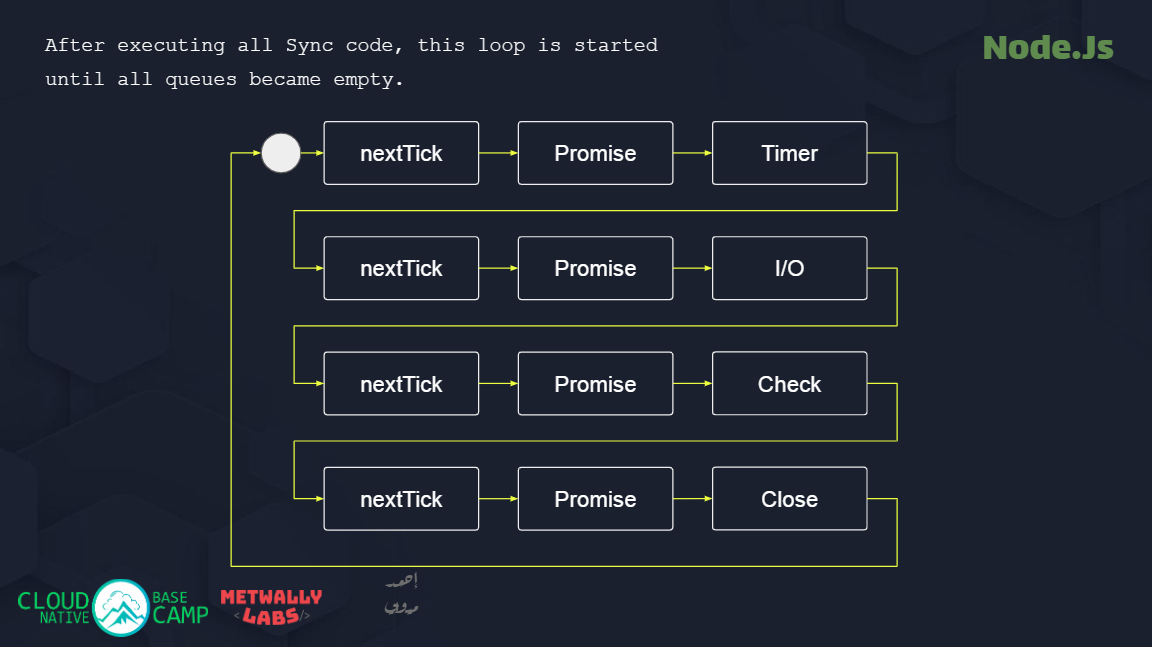 After executing all Sync code, this loop is started
until all queues became empty.
Node.Js
nextTick
Promise
Timer
nextTick
Promise
I/O
nextTick
Promise
Check
nextTick
Promise
Close
CLOUD
NATIVE
BASE
CAMP
METWALLY
<LABS/>